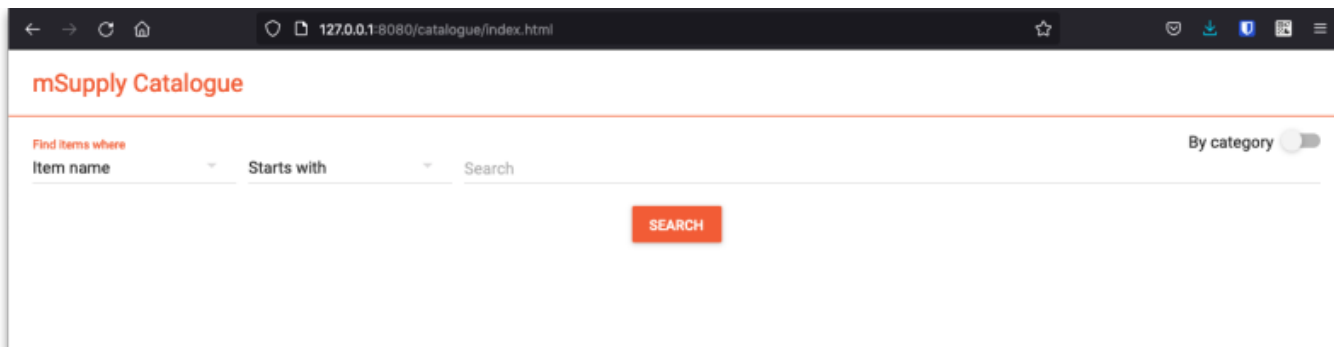 127.0.0.1:8080/catalogue/index.html
mSupply Catalogue
Find items where
By category
Item name
Starts with
Search
SEARCH